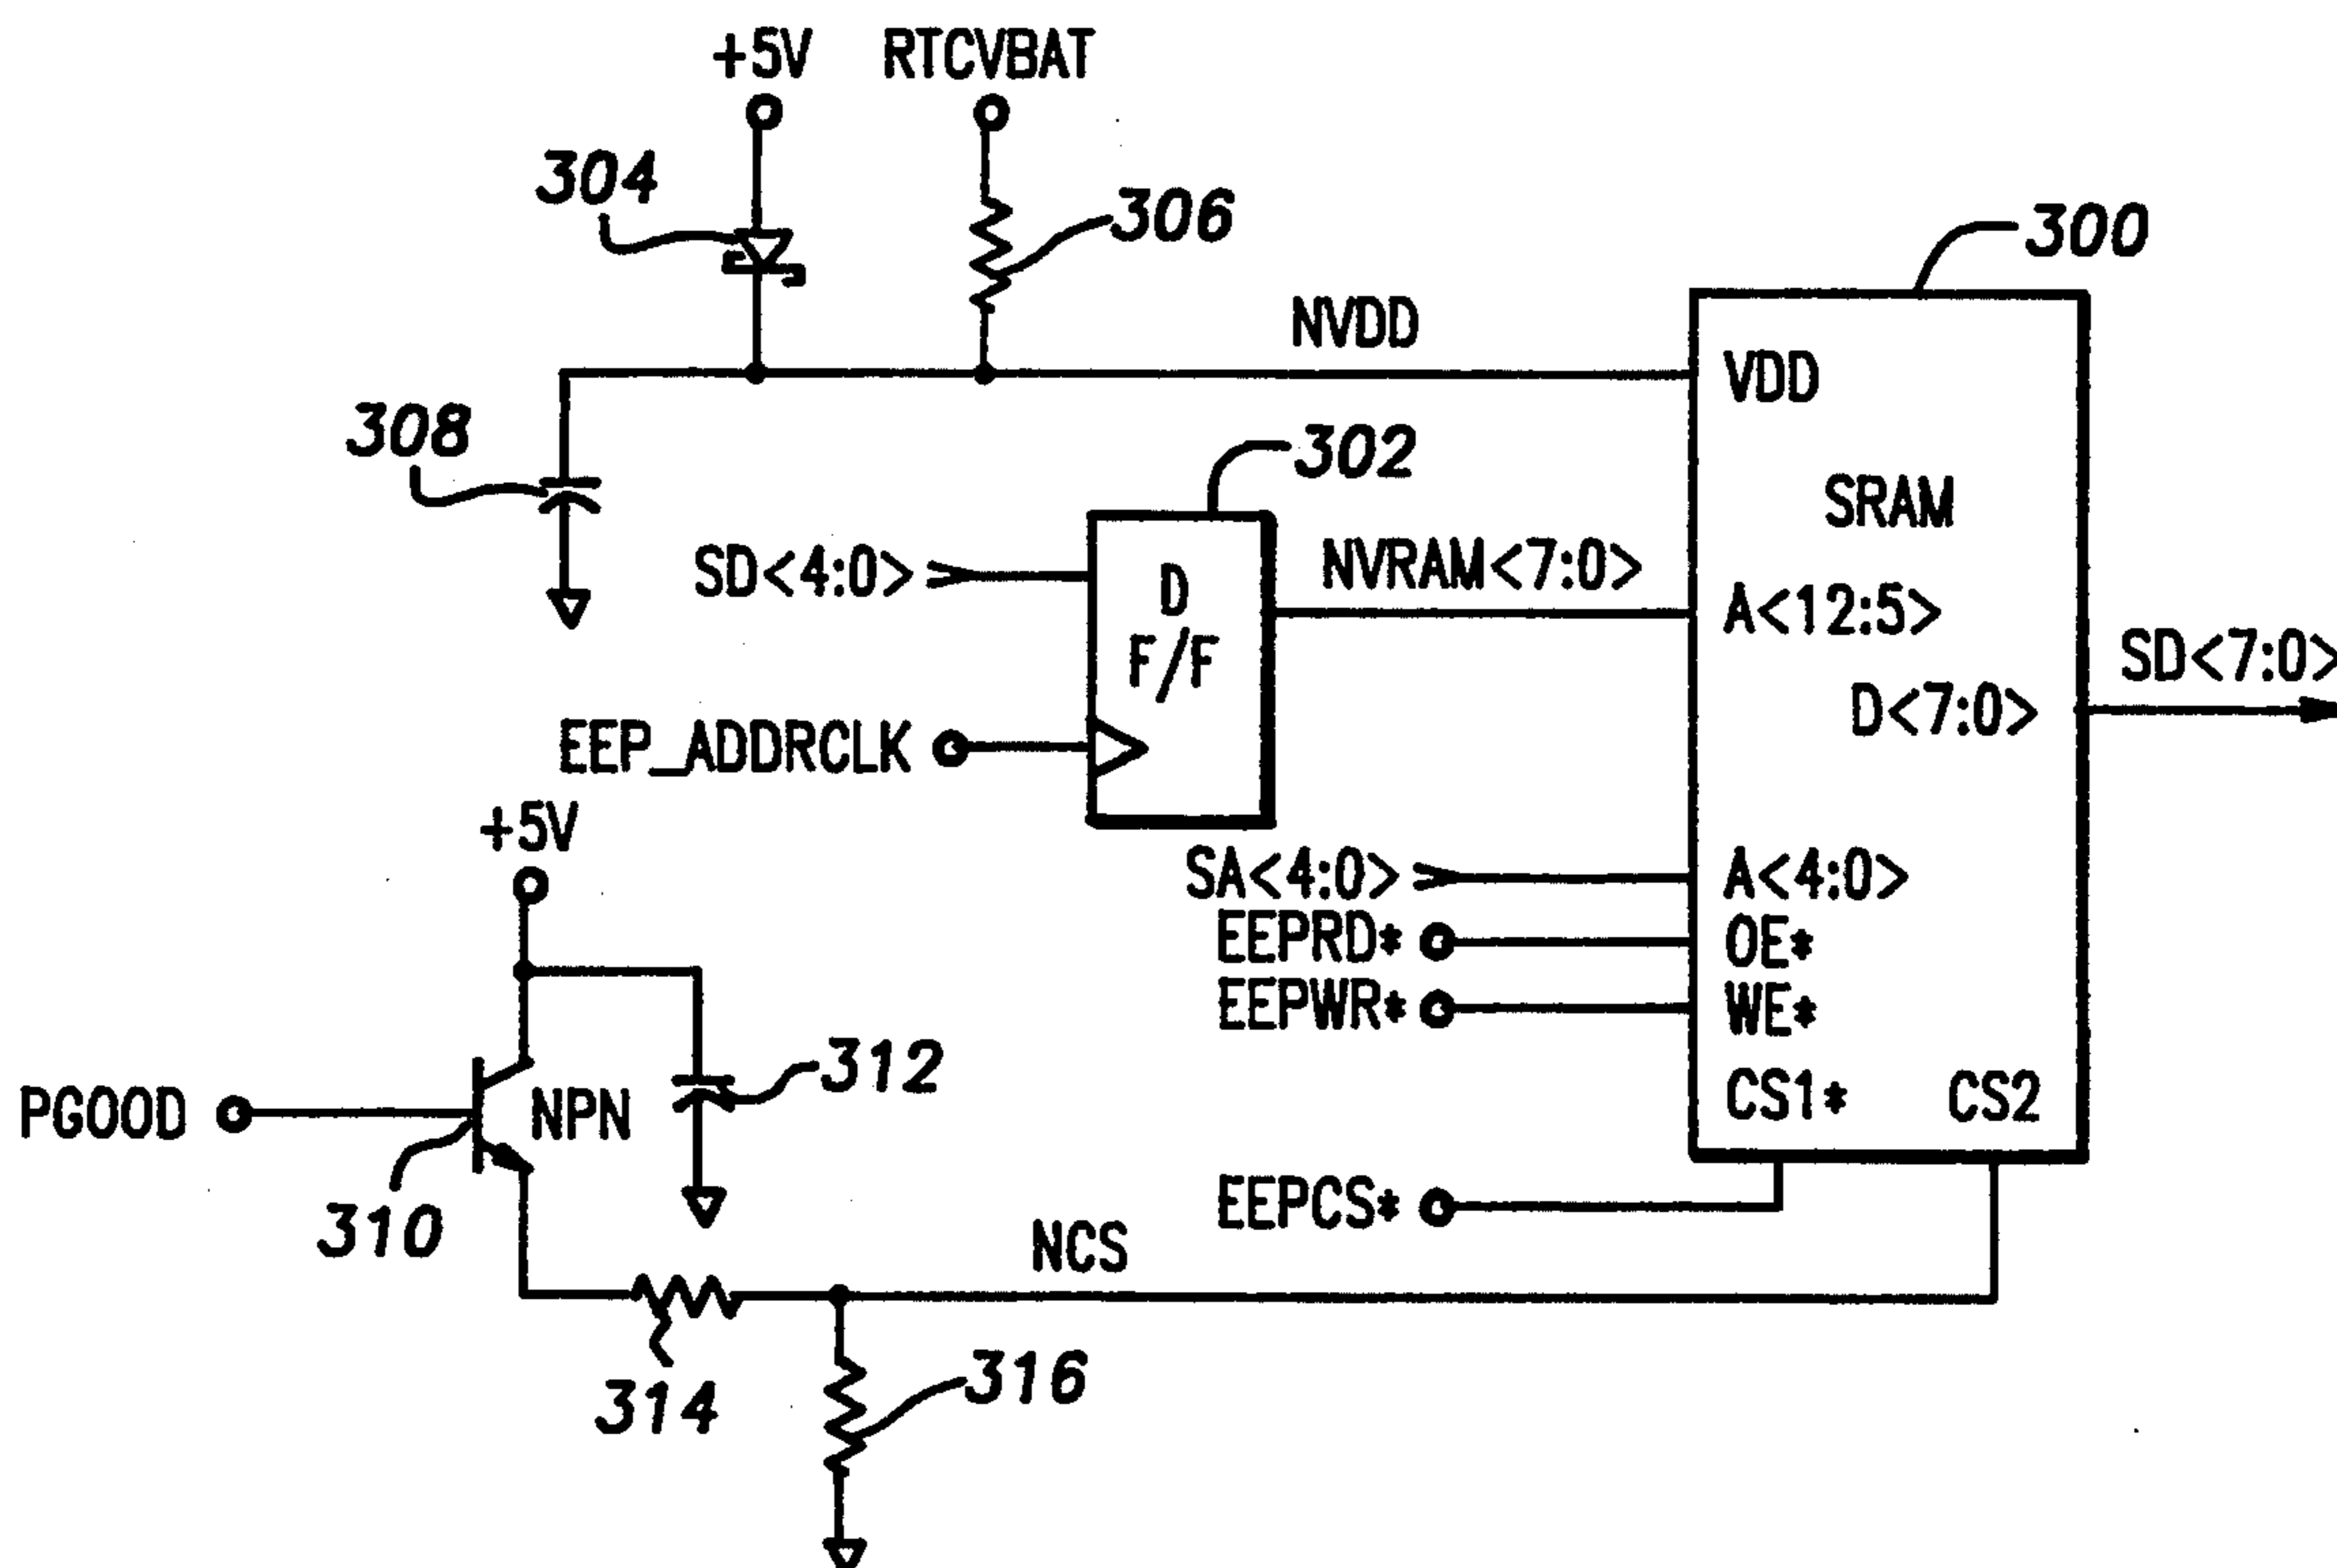 +5V RTCVBAT
304
306
300
NVDD
VDD
308
302
SRAM
SD<4:0>
D
F/F
NVRAM<7:0>
A<12:5>
SD<7:0>
D<7:0>
EEP_ADDRCLK
+5V
SA<4:0>
A<4:0>
EEPRD*
OE*
EEPWR*
WE*
312
CS1* CS2
PGOOD
NPN
310
EEPCS*
NCS
314
316